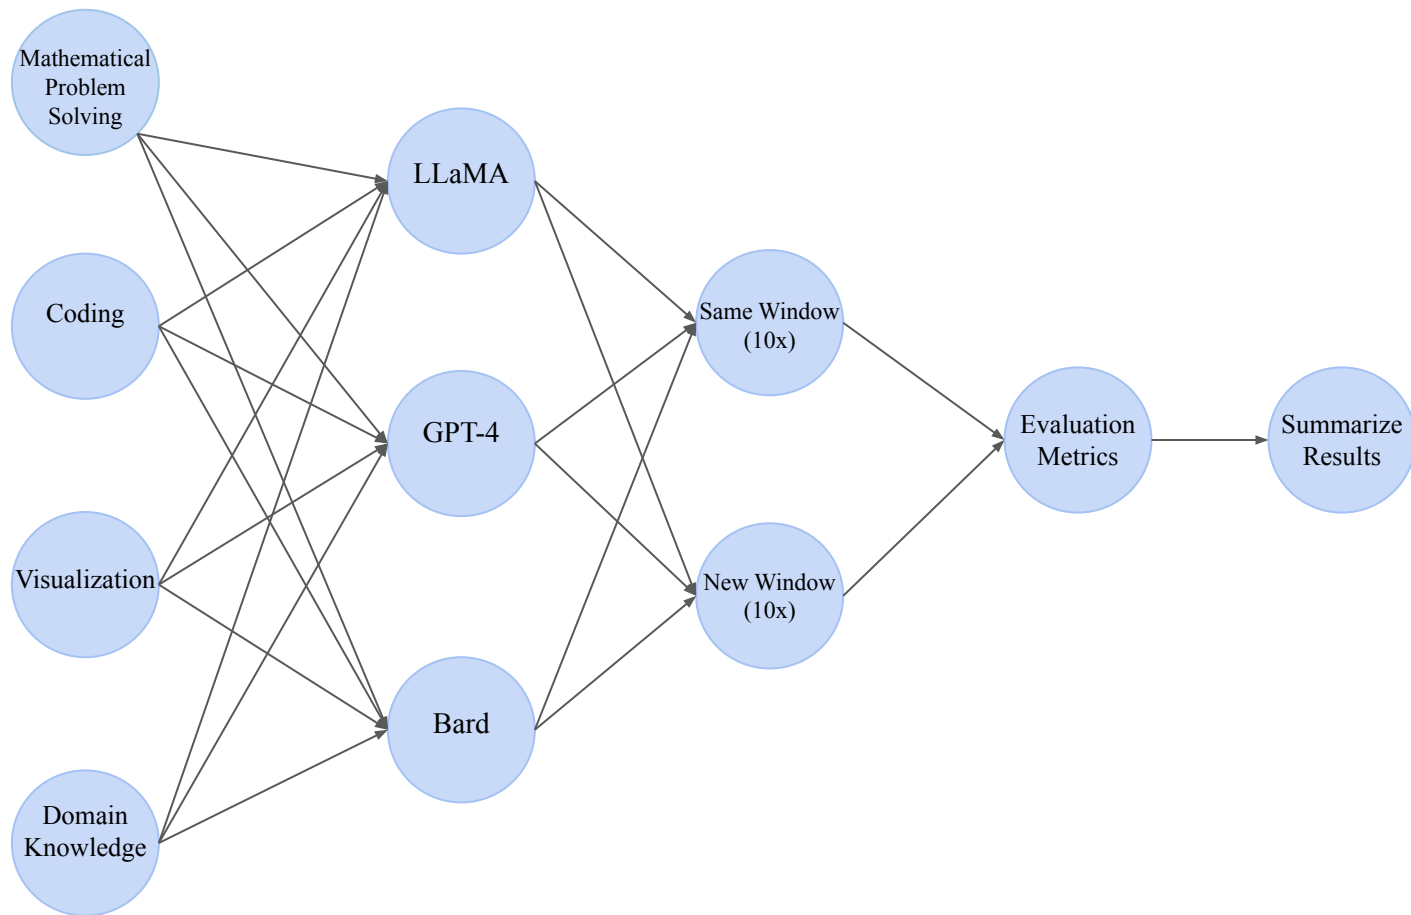 Mathematical
Problem
Solving
Coding
Visualization
Domain
Knowledge
LLaMA
GPT-4
Bard
Same Window
(10x)
New Window
(10x)
Evaluation
Metrics
Summarize
Results